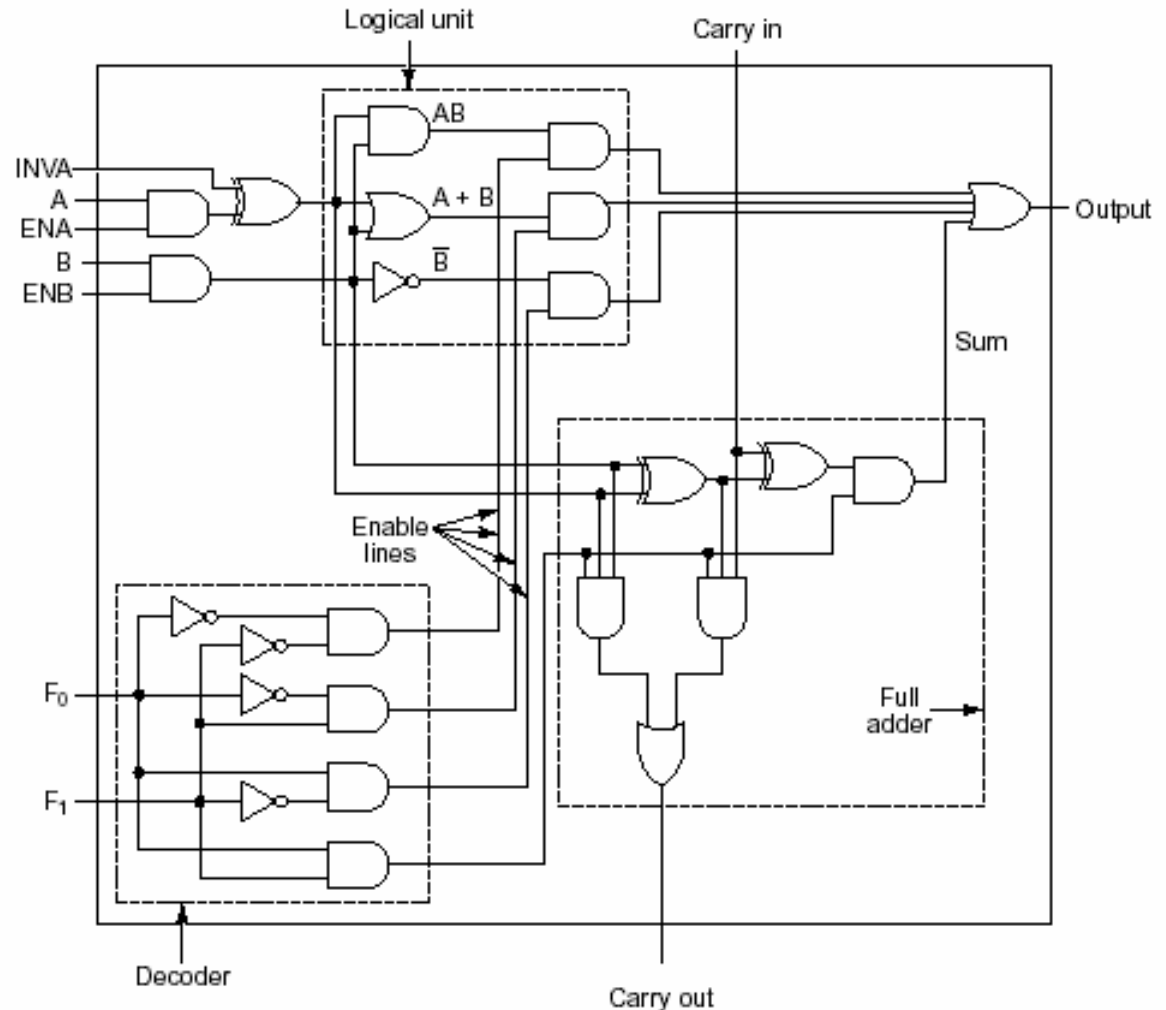 Logical unit
Carry in
AB
INVA
A
ENA
A + B
Output
B
ENB
B̅
Sum
Enable
lines
F₀
Full
adder
F₁
Decoder
Carry out